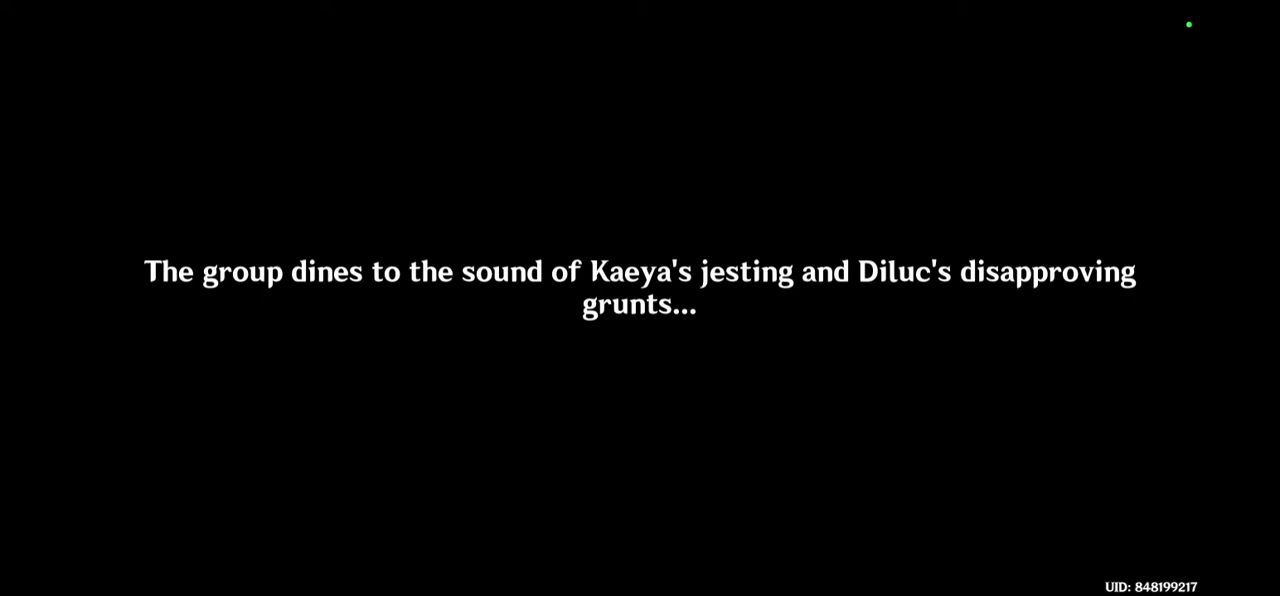 The group dines to the sound of Kaeya's jesting and Diluc's disapproving
grunts...
UID: 848199217